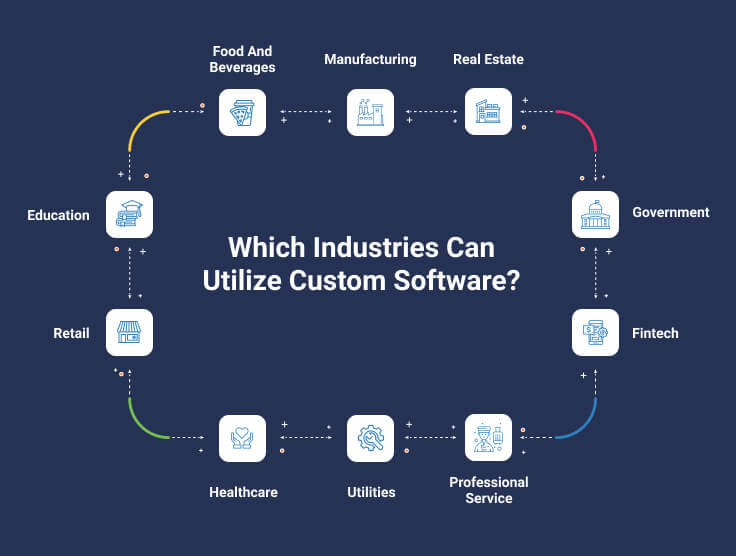 Food And
Beverages
Manufacturing
Real Estate
Education
Government
Which Industries Can
Utilize Custom Software?
Retail
Fintech
Healthcare
Utilities
Professional
Service